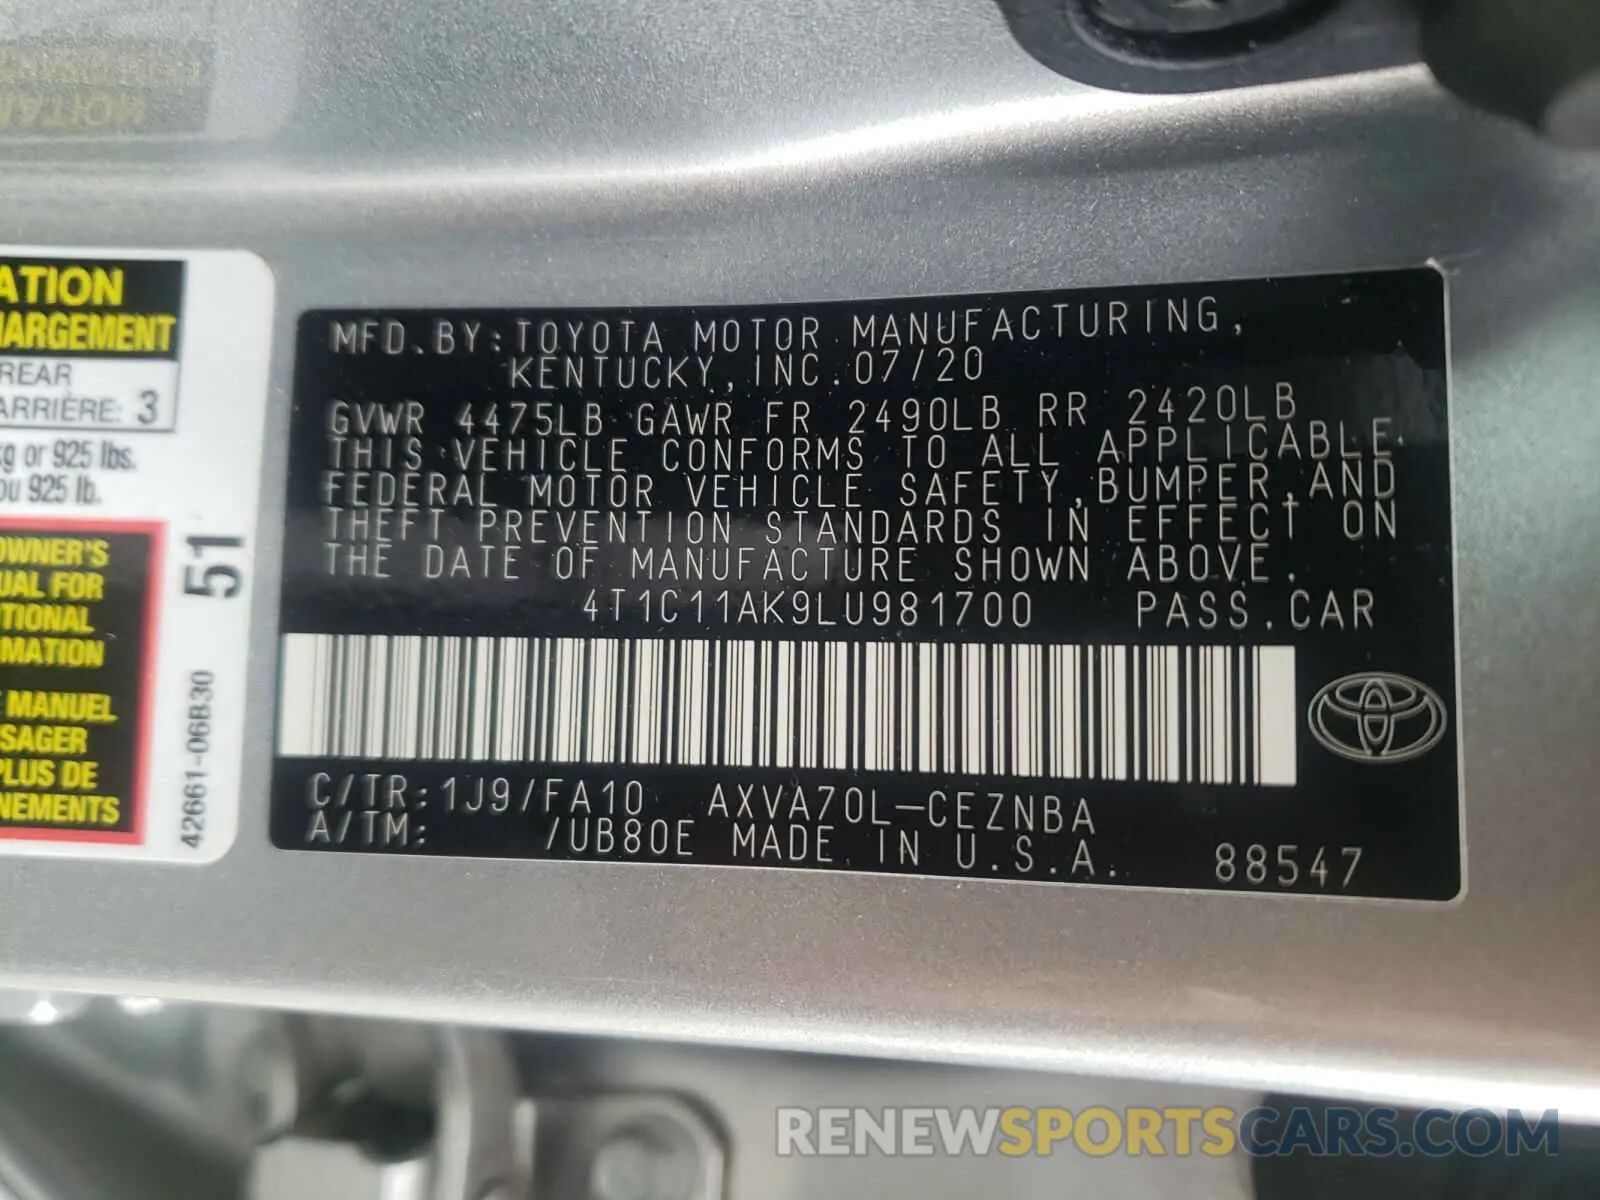 ATION
HARGEMENT
REAR
ARRIÈRE: 3
kg or 925 lbs.
ou 925 lb.
OWNER'S
UAL FOR
ITIONAL
MATION
MANUEL
SAGER
PLUS DE
NEMENTS
51
42661-06B30
MFD. BY: TOYOTA MOTOR MANUFACTURING,
KENTUCKY, INC. 07/20
GVWR 4475LB GAWR FR 2490LB RR 2420LB
THIS VEHICLE CONFORMS TO ALL APPLICABLE
FEDERAL MOTOR VEHICLE SAFETY, BUMPER, AND
THEFT PREVENTION STANDARDS IN EFFECT ON
THE DATE OF MANUFACTURE SHOWN ABOVE.
4T1C11AK9LU981700 PASS. CAR
C/TR: 1J9/FA10 AXVA70L-CEZNBA
A/TM: /UB80E MADE IN U.S.A. 88547
RENEWSPORTSCARS.COM